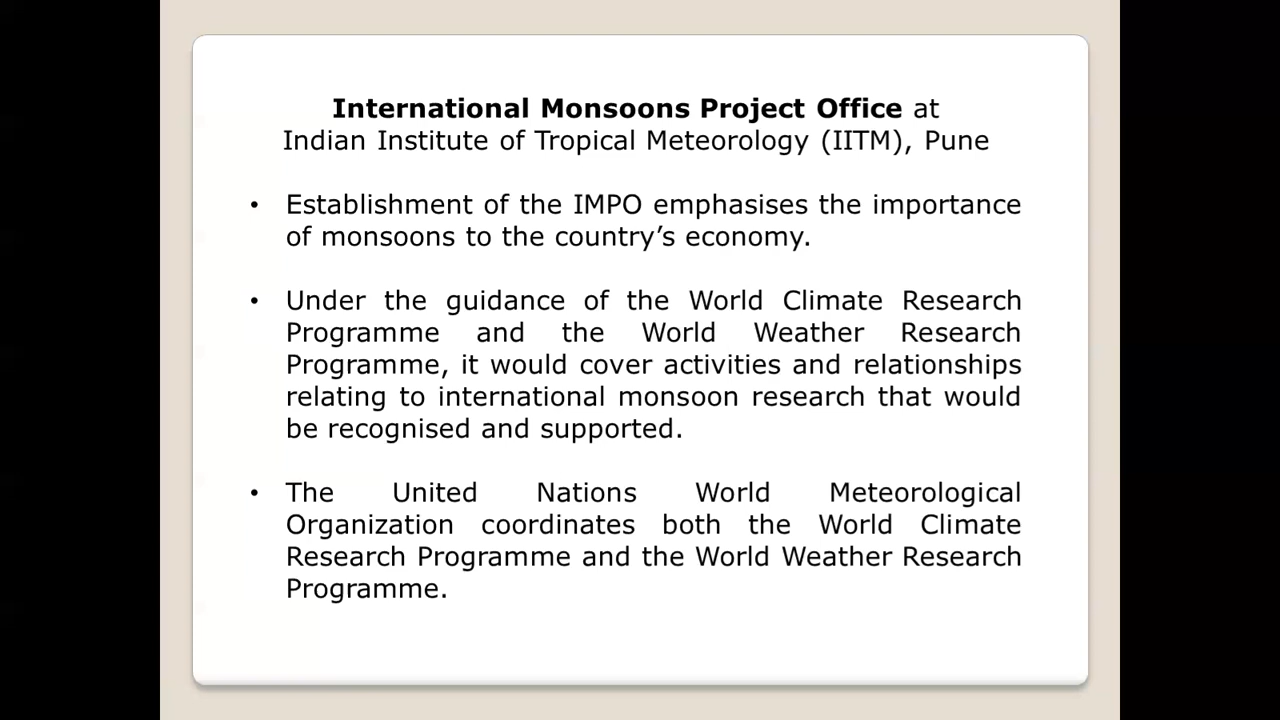 International Monsoons Project Office at
Indian Institute of Tropical Meteorology (IITM), Pune
• Establishment of the IMPO emphasises the importance
of monsoons to the country’s economy.
• Under the guidance of the World Climate Research
Programme and the World Weather Research
Programme, it would cover activities and relationships
relating to international monsoon research that would
be recognised and supported.
• The United Nations World Meteorological
Organization coordinates both the World Climate
Research Programme and the World Weather Research
Programme.